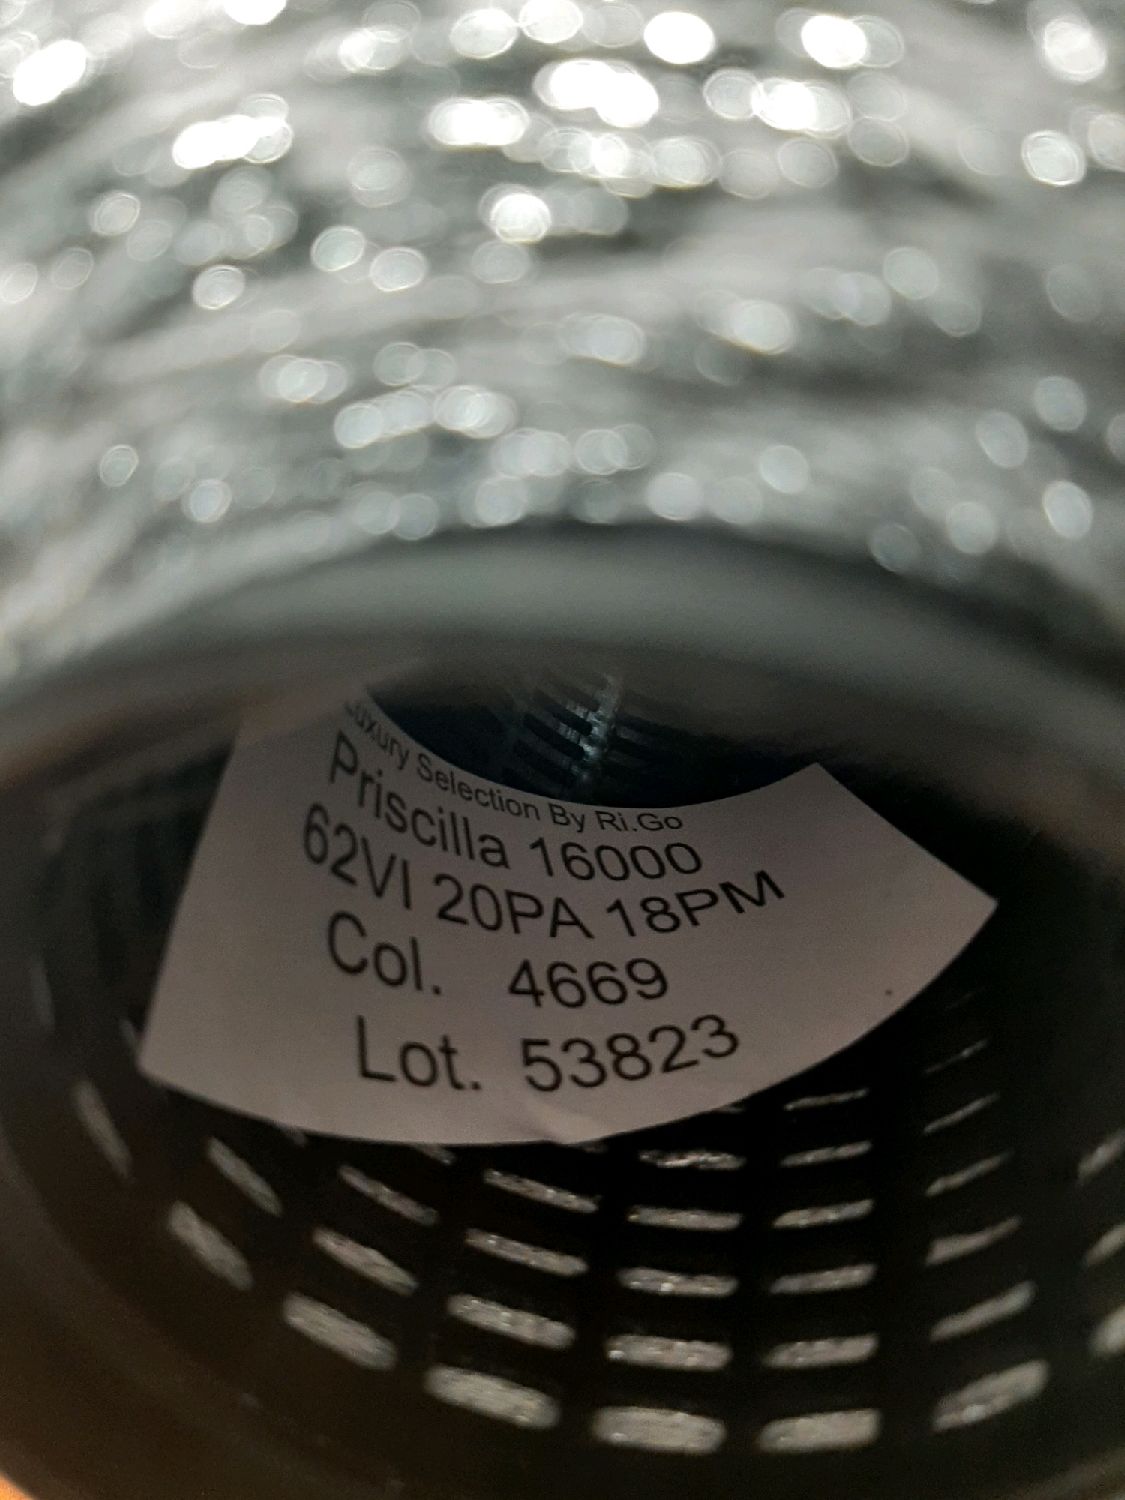 Luxury Selection By Ri.Go
Priscilla 16000
62VI 20PA 18PM
Col. 4669
Lot. 53823